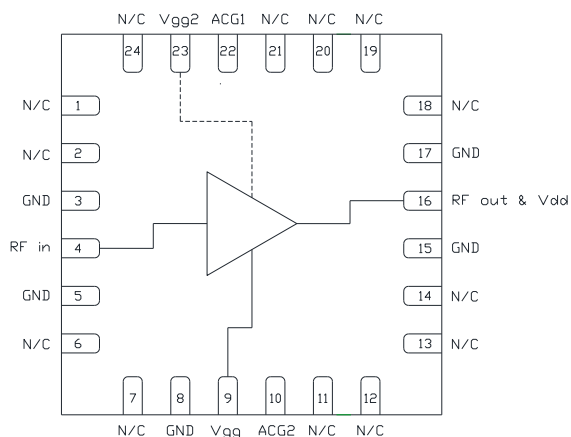 N/C Vgg2 ACG1 N/C N/C N/C
24 23 22 21 20 19
N/C 1 18 N/C
N/C 2 17 GND
GND 3 16 RF out & Vdd
RF in 4 15 GND
GND 5 14 N/C
N/C 6 13 N/C
7 8 9 10 11 12
N/C GND Vgg ACG2 N/C N/C